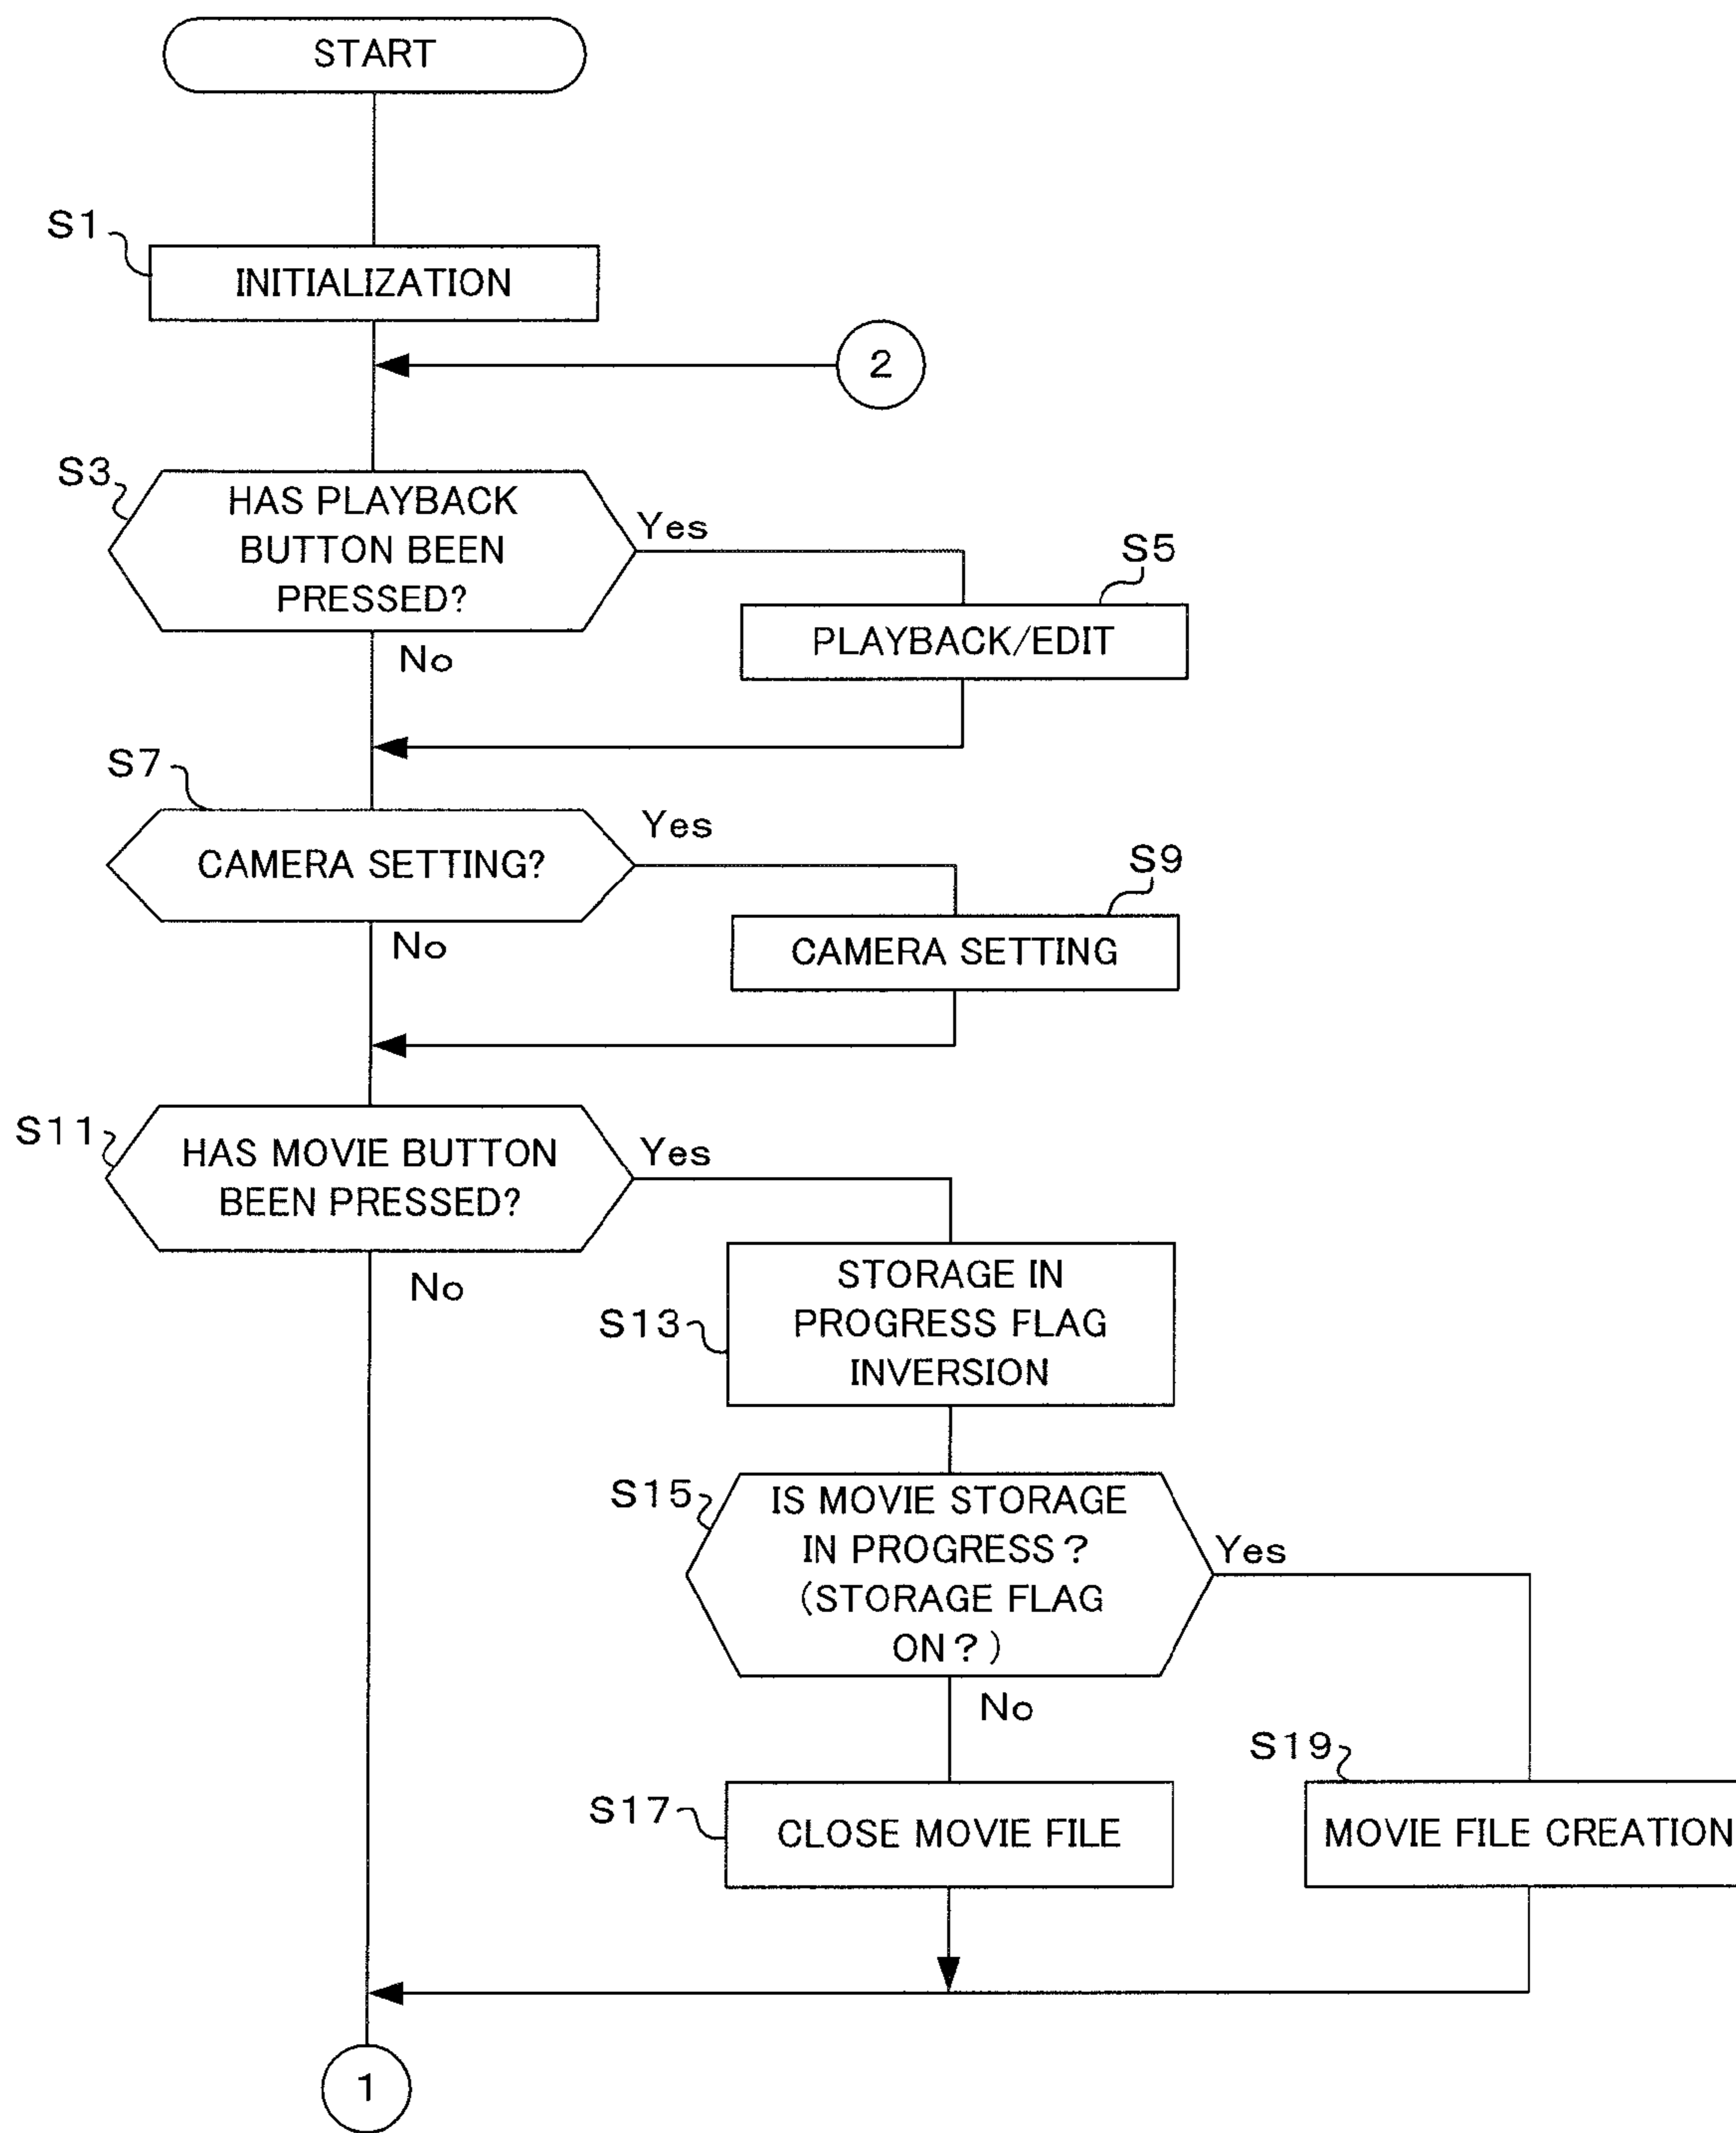 START
S1
INITIALIZATION
2
S3
HAS PLAYBACK
BUTTON BEEN
PRESSED?
Yes
No
S5
PLAYBACK/EDIT
S7
CAMERA SETTING?
Yes
No
S9
CAMERA SETTING
S11
HAS MOVIE BUTTON
BEEN PRESSED?
Yes
No
S13
STORAGE IN
PROGRESS FLAG
INVERSION
S15
IS MOVIE STORAGE
IN PROGRESS?
(STORAGE FLAG
ON?)
Yes
No
S17
CLOSE MOVIE FILE
S19
MOVIE FILE CREATION
1